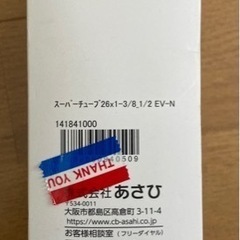 スーパーチューブ26x1-3/8_1/2 EV-N
141841000
40509
THANK YOU
株式会社 あさひ
〒534-0011
大阪市都島区高倉町3-11-4
https://www.cb-asahi.co.jp/
お客様相談室（フリーダイヤル）